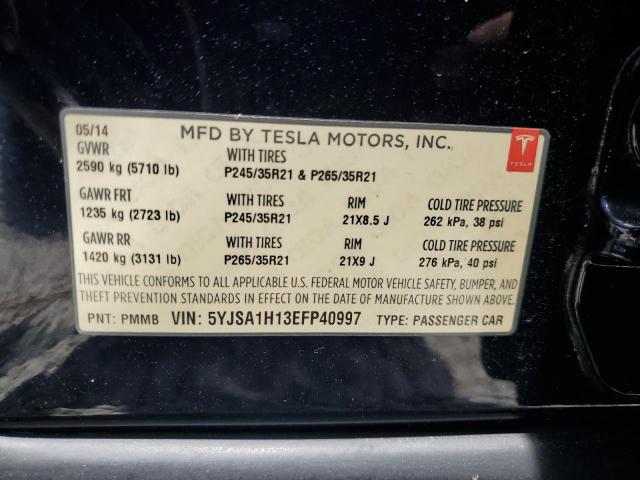 05/14
MFD BY TESLA MOTORS, INC.
TESLA
GVWR WITH TIRES
2590 kg (5710 lb) P245/35R21 & P265/35R21
GAWR FRT WITH TIRES RIM COLD TIRE PRESSURE
1235 kg (2723 lb) P245/35R21 21X8.5 J 262 kPa, 38 psi
GAWR RR WITH TIRES RIM COLD TIRE PRESSURE
1420 kg (3131 lb) P265/35R21 21X9 J 276 kPa, 40 psi
THIS VEHICLE CONFORMS TO ALL APPLICABLE U.S. FEDERAL MOTOR VEHICLE SAFETY, BUMPER, AND
THEFT PREVENTION STANDARDS IN EFFECT ON THE DATE OF MANUFACTURE SHOWN ABOVE.
PNT: PMMB VIN: 5YJSA1H13EFP40997 TYPE: PASSENGER CAR